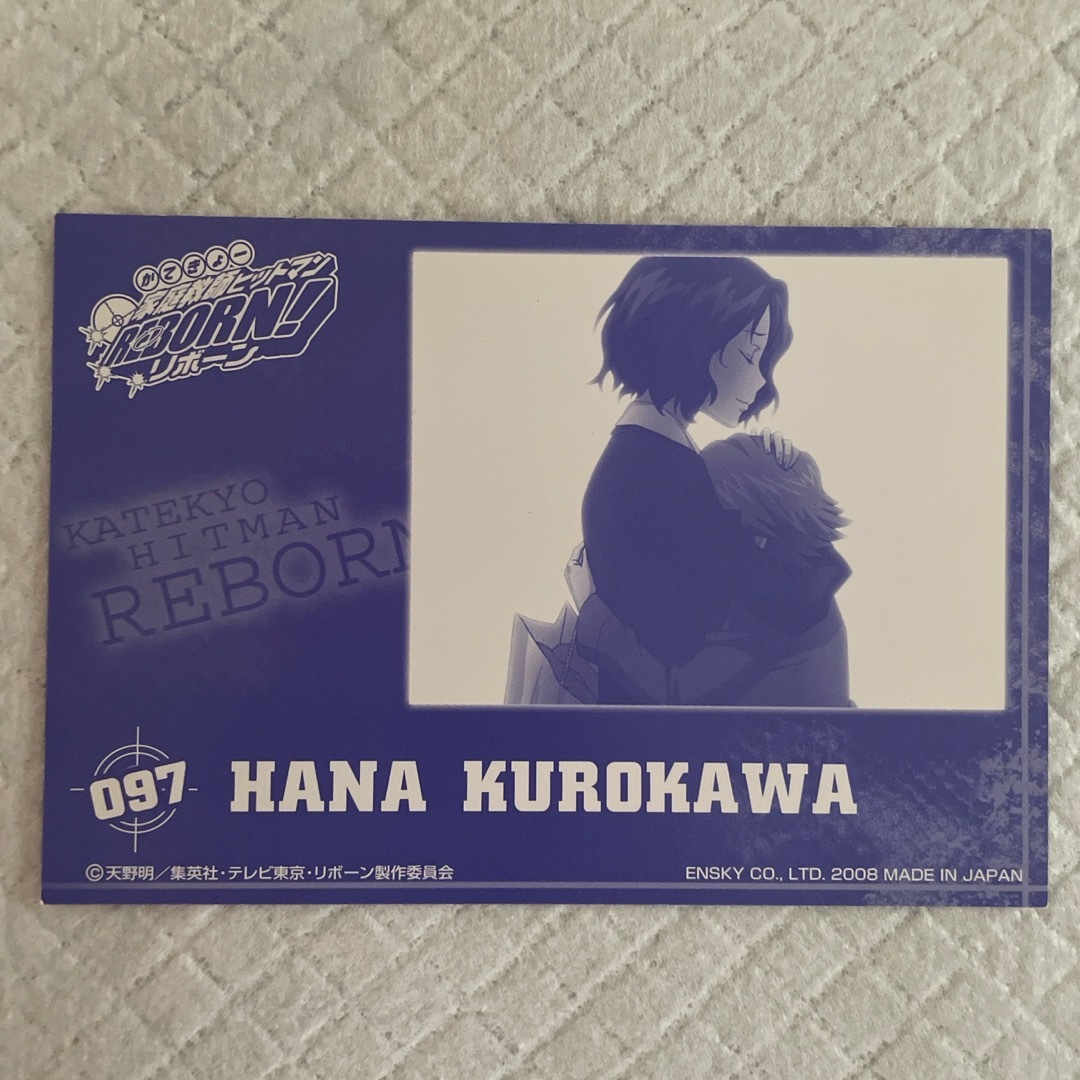 かてきょー
家庭教師ヒットマン
REBORN!
リボーン
KATEKYO
HITMAN
REBORN
097
HANA KUROKAWA
©天野明／集英社・テレビ東京・リボーン製作委員会
ENSKY CO., LTD. 2008 MADE IN JAPAN